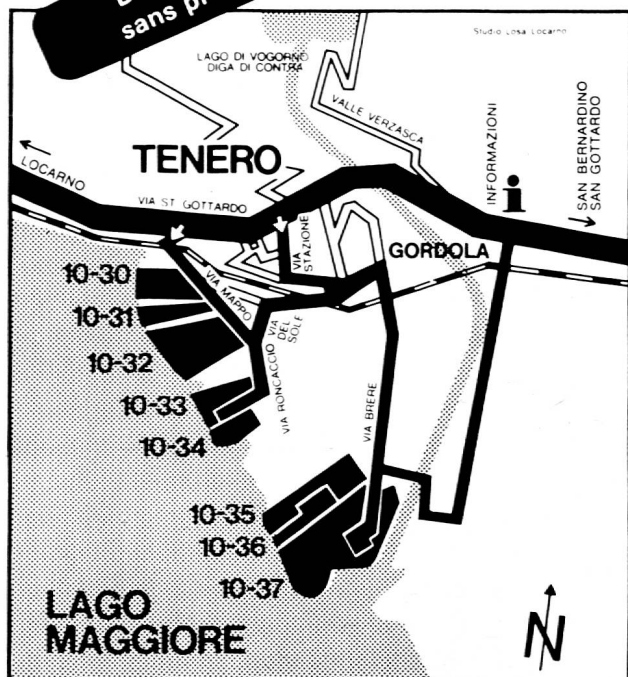 sans
Studio Losa Locarno
LAGO DI VOGORNO
DIGA DI CONTRA
VALLE VERZASCA
INFORMAZIONI
i
SAN BERNARDINO
SAN GOTTARDO
TENERO
LOCARNO
VIA ST. GOTTARDO
VIA STAZIONE
GORDOLA
10-30
VIA MAPPO
10-31
VIA DEL SOLE
10-32
VIA RONCACCIO
VIA BRERE
10-33
10-34
10-35
10-36
10-37
LAGO
MAGGIORE
N